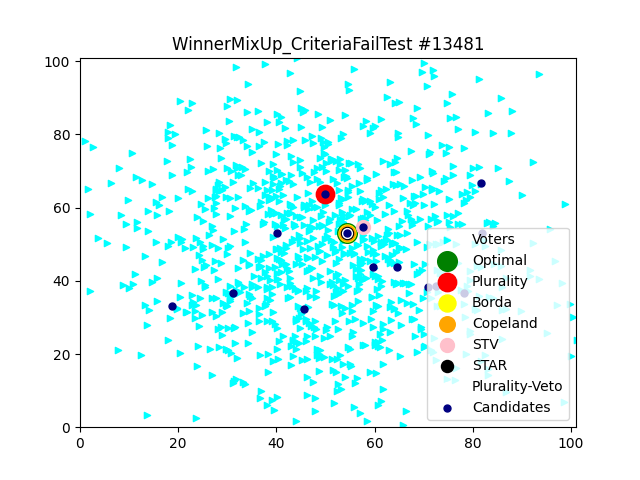 WinnerMixUp_CriteriaFailTest #13481
100
80
60
40
20
0
0
20
40
60
80
100
Voters
Optimal
Plurality
Borda
Copeland
STV
STAR
Plurality-Veto
Candidates